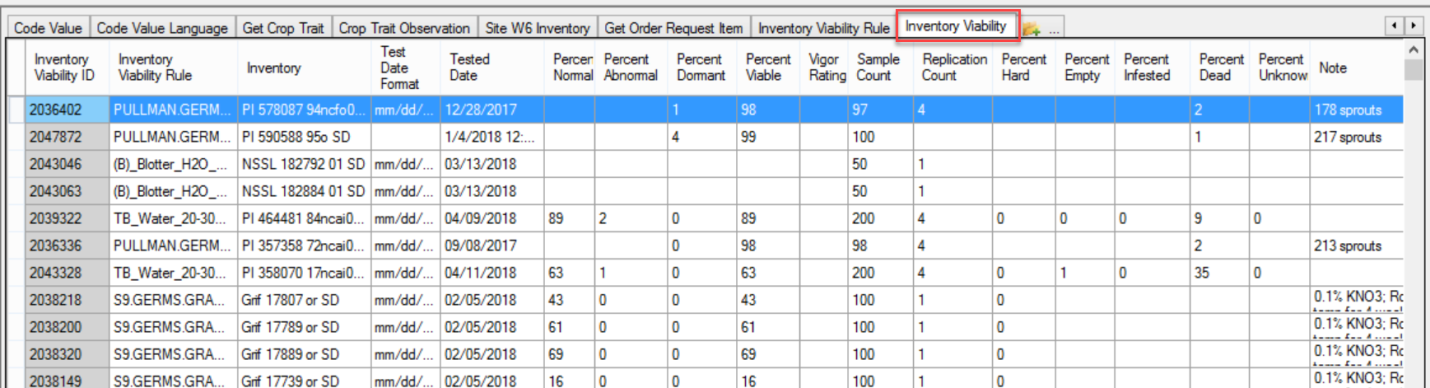 Code Value Code Value Language Get Crop Trait Crop Trait Observation Site W6 Inventory Get Order Request Item Inventory Viability Rule Inventory Viability ...
Inventory Viability ID Inventory Viability Rule Inventory Test Date Format Tested Date Percen Normal Percent Abnormal Percent Dormant Percent Viable Vigor Rating Sample Count Replication Count Percent Hard Percent Empty Percent Infested Percent Dead Percent Unknow Note
2036402 PULLMAN.GERM... PI 578087 94ncfo0... mm/dd/... 12/28/2017 1 98 97 4 2 178 sprouts
2047872 PULLMAN.GERM... PI 590588 95o SD 1/4/2018 12:... 4 99 100 1 217 sprouts
2043046 (B)_Blotter_H2O_... NSSL 182792 01 SD mm/dd/... 03/13/2018 50 1
2043063 (B)_Blotter_H2O_... NSSL 182884 01 SD mm/dd/... 03/13/2018 50 1
2039322 TB_Water_20-30... PI 464481 84ncai0... mm/dd/... 04/09/2018 89 2 0 89 200 4 0 0 0 9 0
2036336 PULLMAN.GERM... PI 357358 72ncai0... mm/dd/... 09/08/2017 0 98 98 4 2 213 sprouts
2043328 TB_Water_20-30... PI 358070 17ncai0... mm/dd/... 04/11/2018 63 1 0 63 200 4 0 1 0 35 0
2038218 S9.GERMS.GRA... Grif 17807 or SD mm/dd/... 02/05/2018 43 0 0 43 100 1 0 0.1% KNO3; Ro
2038200 S9.GERMS.GRA... Grif 17789 or SD mm/dd/... 02/05/2018 61 0 0 61 100 1 0 0.1% KNO3; Ro
2038320 S9.GERMS.GRA... Grif 17889 or SD mm/dd/... 02/05/2018 69 0 0 69 100 1 0 0.1% KNO3; Ro
2038149 S9.GERMS.GRA... Grif 17739 or SD mm/dd/... 02/05/2018 16 0 0 16 100 1 0 0.1% KNO3; Ro